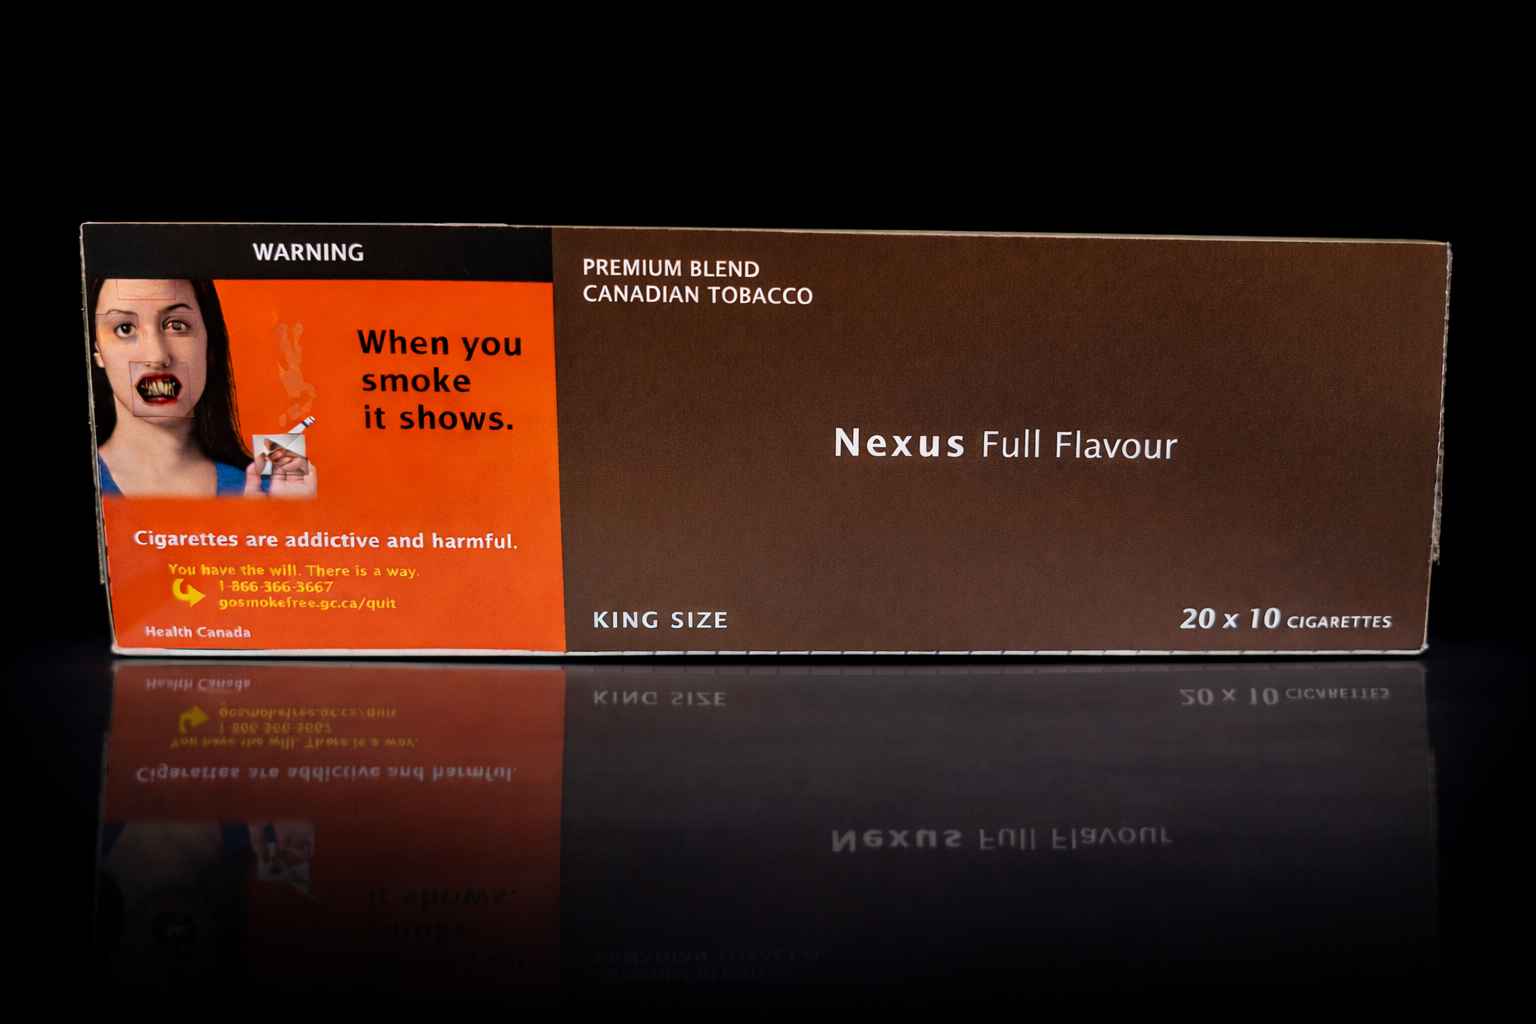 WARNING
When you
smoke
it shows.
Cigarettes are addictive and harmful.
You have the will. There is a way.
1-866-366-3667
gosmokefree.gc.ca/quit
Health Canada
PREMIUM BLEND
CANADIAN TOBACCO
Nexus Full Flavour
KING SIZE
20 x 10 CIGARETTES